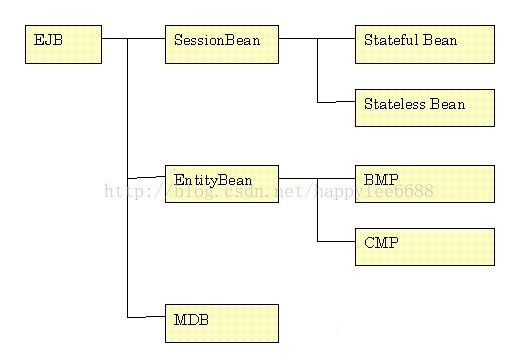 EJB
SessionBean
Stateful Bean
Stateless Bean
EntityBean
BMP
http://blog.csdn.net/happylee6688
CMP
MDB